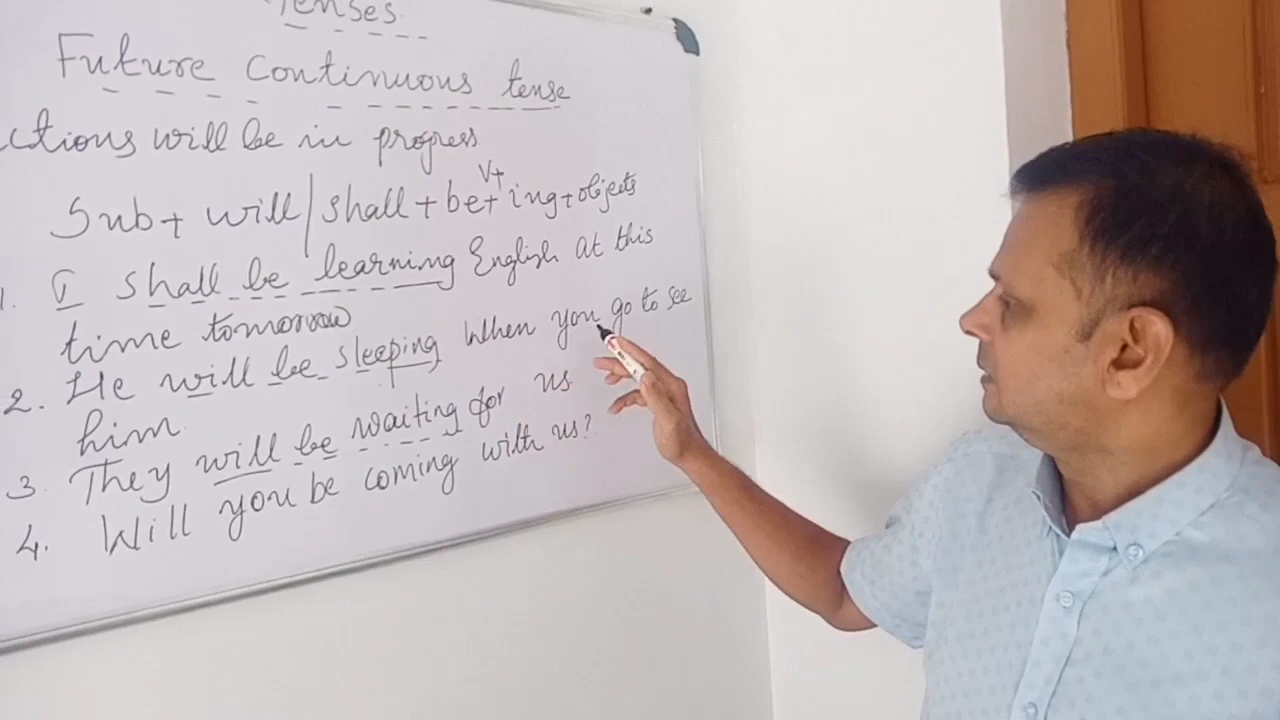 Tenses
Future continuous tense
ctions will be in progress
V+
Sub+ will/shall + be+ ing+objects
1. I shall be learning English at this
time tomorrow
2. He will be sleeping when you go to see
him
3. They will be waiting for us
4. Will you be coming with us?